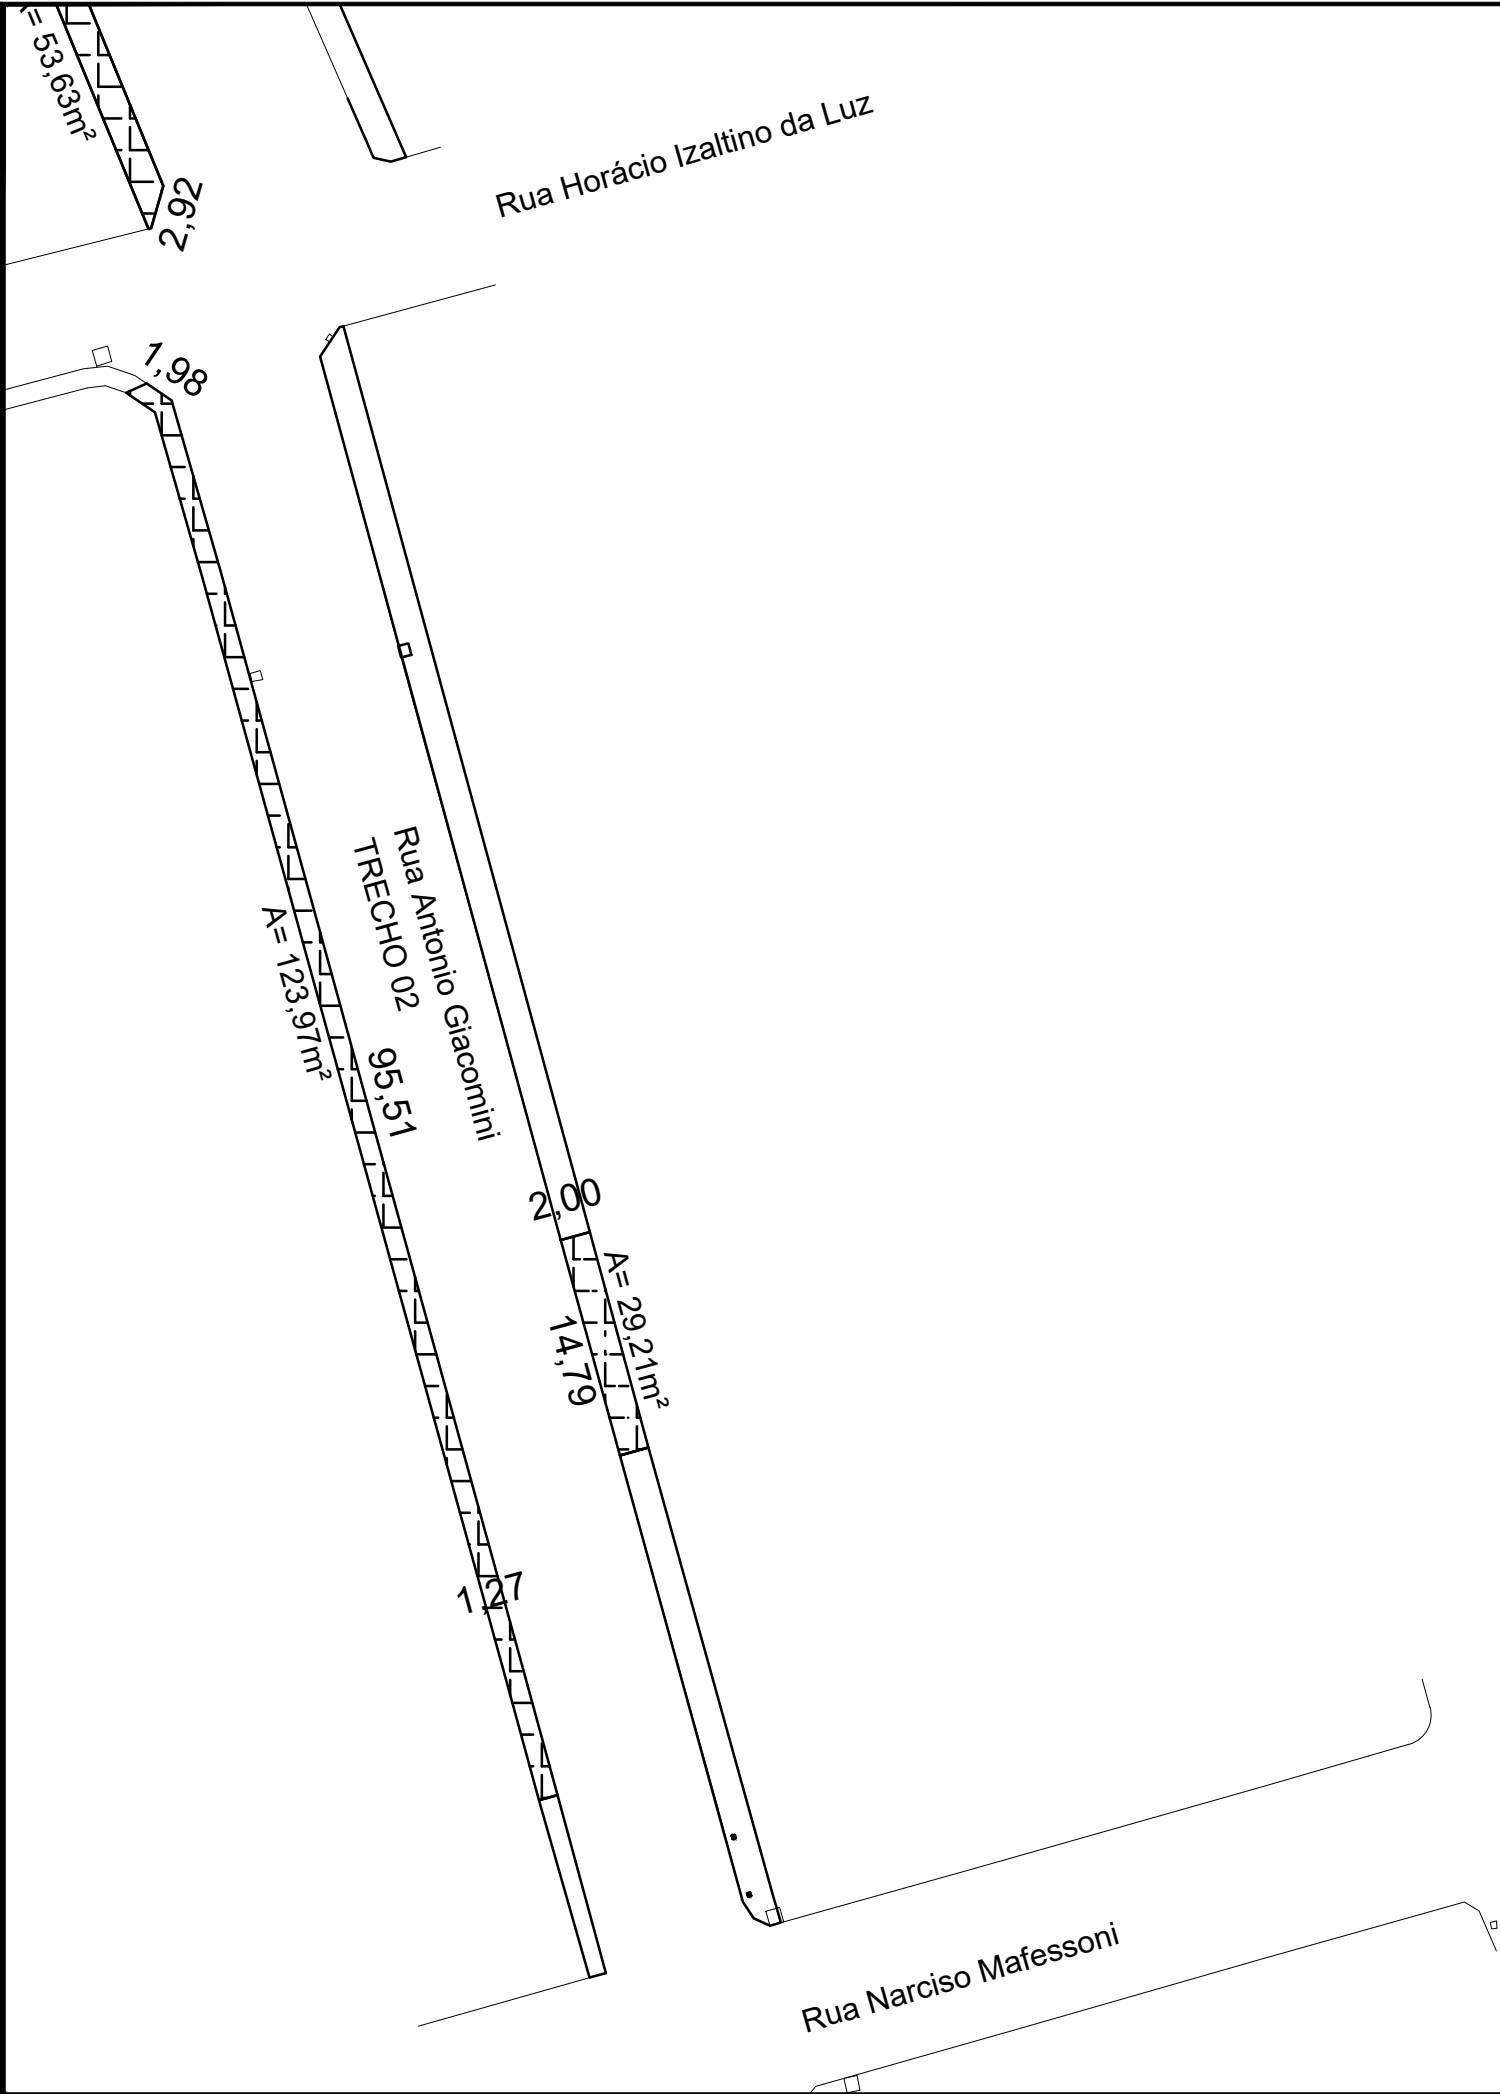 = 53,63m²
Rua Horácio Izaltino da Luz
2,92
1,98
Rua Antonio Giacomini
TRECHO 02
A= 123,97m²
95,51
2,00
A= 29,21m²
14,79
1,27
Rua Narciso Mafessoni